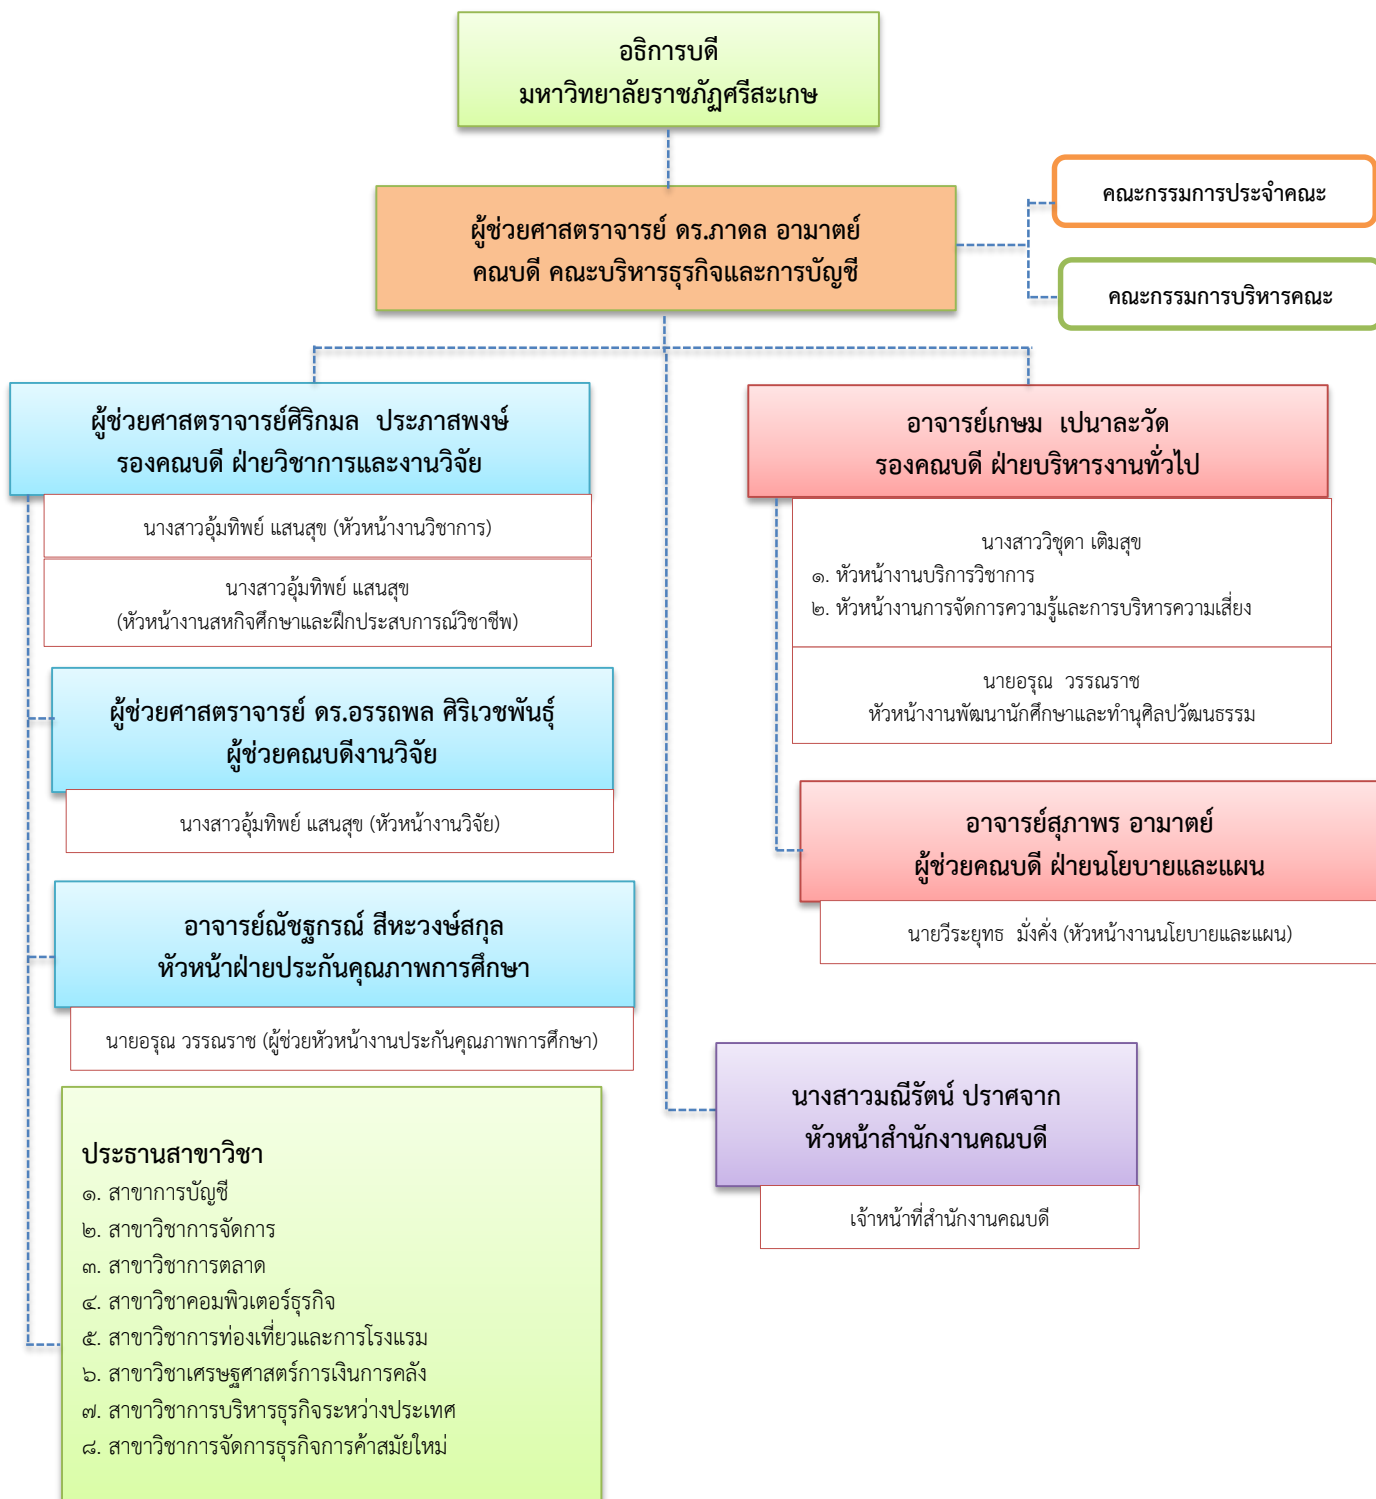 อธิการบดี
มหาวิทยาลัยราชภัฏศรีสะเกษ
ผู้ช่วยศาสตราจารย์ ดร.ภาดล อามาตย์
คณบดี คณะบริหารธุรกิจและการบัญชี
คณะกรรมการประจำคณะ
คณะกรรมการบริหารคณะ
ผู้ช่วยศาสตราจารย์ศิริกมล ประภาสพงษ์
รองคณบดี ฝ่ายวิชาการและงานวิจัย
นางสาวอุ้มทิพย์ แสนสุข (หัวหน้างานวิชาการ)
นางสาวอุ้มทิพย์ แสนสุข
(หัวหน้างานสหกิจศึกษาและฝึกประสบการณ์วิชาชีพ)
ผู้ช่วยศาสตราจารย์ ดร.อรรถพล ศิริเวชพันธุ์
ผู้ช่วยคณบดีงานวิจัย
นางสาวอุ้มทิพย์ แสนสุข (หัวหน้างานวิจัย)
อาจารย์ณัชฐกรณ์ สีหะวงษ์สกุล
หัวหน้าฝ่ายประกันคุณภาพการศึกษา
นายอรุณ วรรณราช (ผู้ช่วยหัวหน้างานประกันคุณภาพการศึกษา)
ประธานสาขาวิชา
๑. สาขาการบัญชี
๒. สาขาวิชาการจัดการ
๓. สาขาวิชาการตลาด
๔. สาขาวิชาคอมพิวเตอร์ธุรกิจ
๕. สาขาวิชาการท่องเที่ยวและการโรงแรม
๖. สาขาวิชาเศรษฐศาสตร์การเงินการคลัง
๗. สาขาวิชาการบริหารธุรกิจระหว่างประเทศ
๘. สาขาวิชาการจัดการธุรกิจการค้าสมัยใหม่
อาจารย์เกษม เปนาละวัด
รองคณบดี ฝ่ายบริหารงานทั่วไป
นางสาววิชุดา เติมสุข
๑. หัวหน้างานบริการวิชาการ
๒. หัวหน้างานการจัดการความรู้และการบริหารความเสี่ยง
นายอรุณ วรรณราช
หัวหน้างานพัฒนานักศึกษาและทำนุศิลปวัฒนธรรม
อาจารย์สุภาพร อามาตย์
ผู้ช่วยคณบดี ฝ่ายนโยบายและแผน
นายวีระยุทธ มั่งคั่ง (หัวหน้างานนโยบายและแผน)
นางสาวมณีรัตน์ ปราศจาก
หัวหน้าสำนักงานคณบดี
เจ้าหน้าที่สำนักงานคณบดี